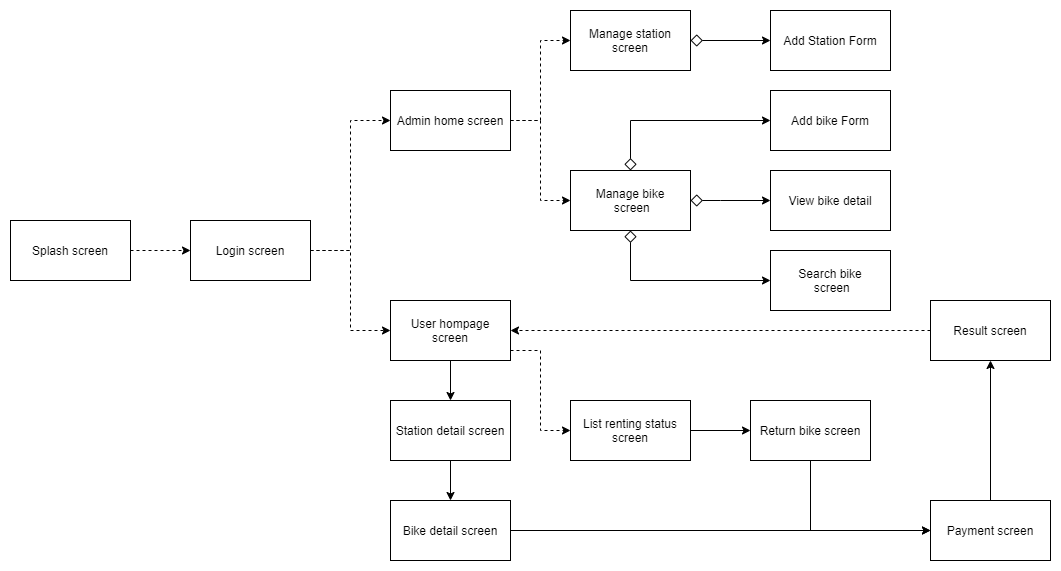 Manage station
screen
Add Station Form
Admin home screen
Add bike Form
Manage bike
screen
View bike detail
Splash screen
Login screen
Search bike
screen
User hompage
screen
Result screen
Station detail screen
List renting status
screen
Return bike screen
Bike detail screen
Payment screen